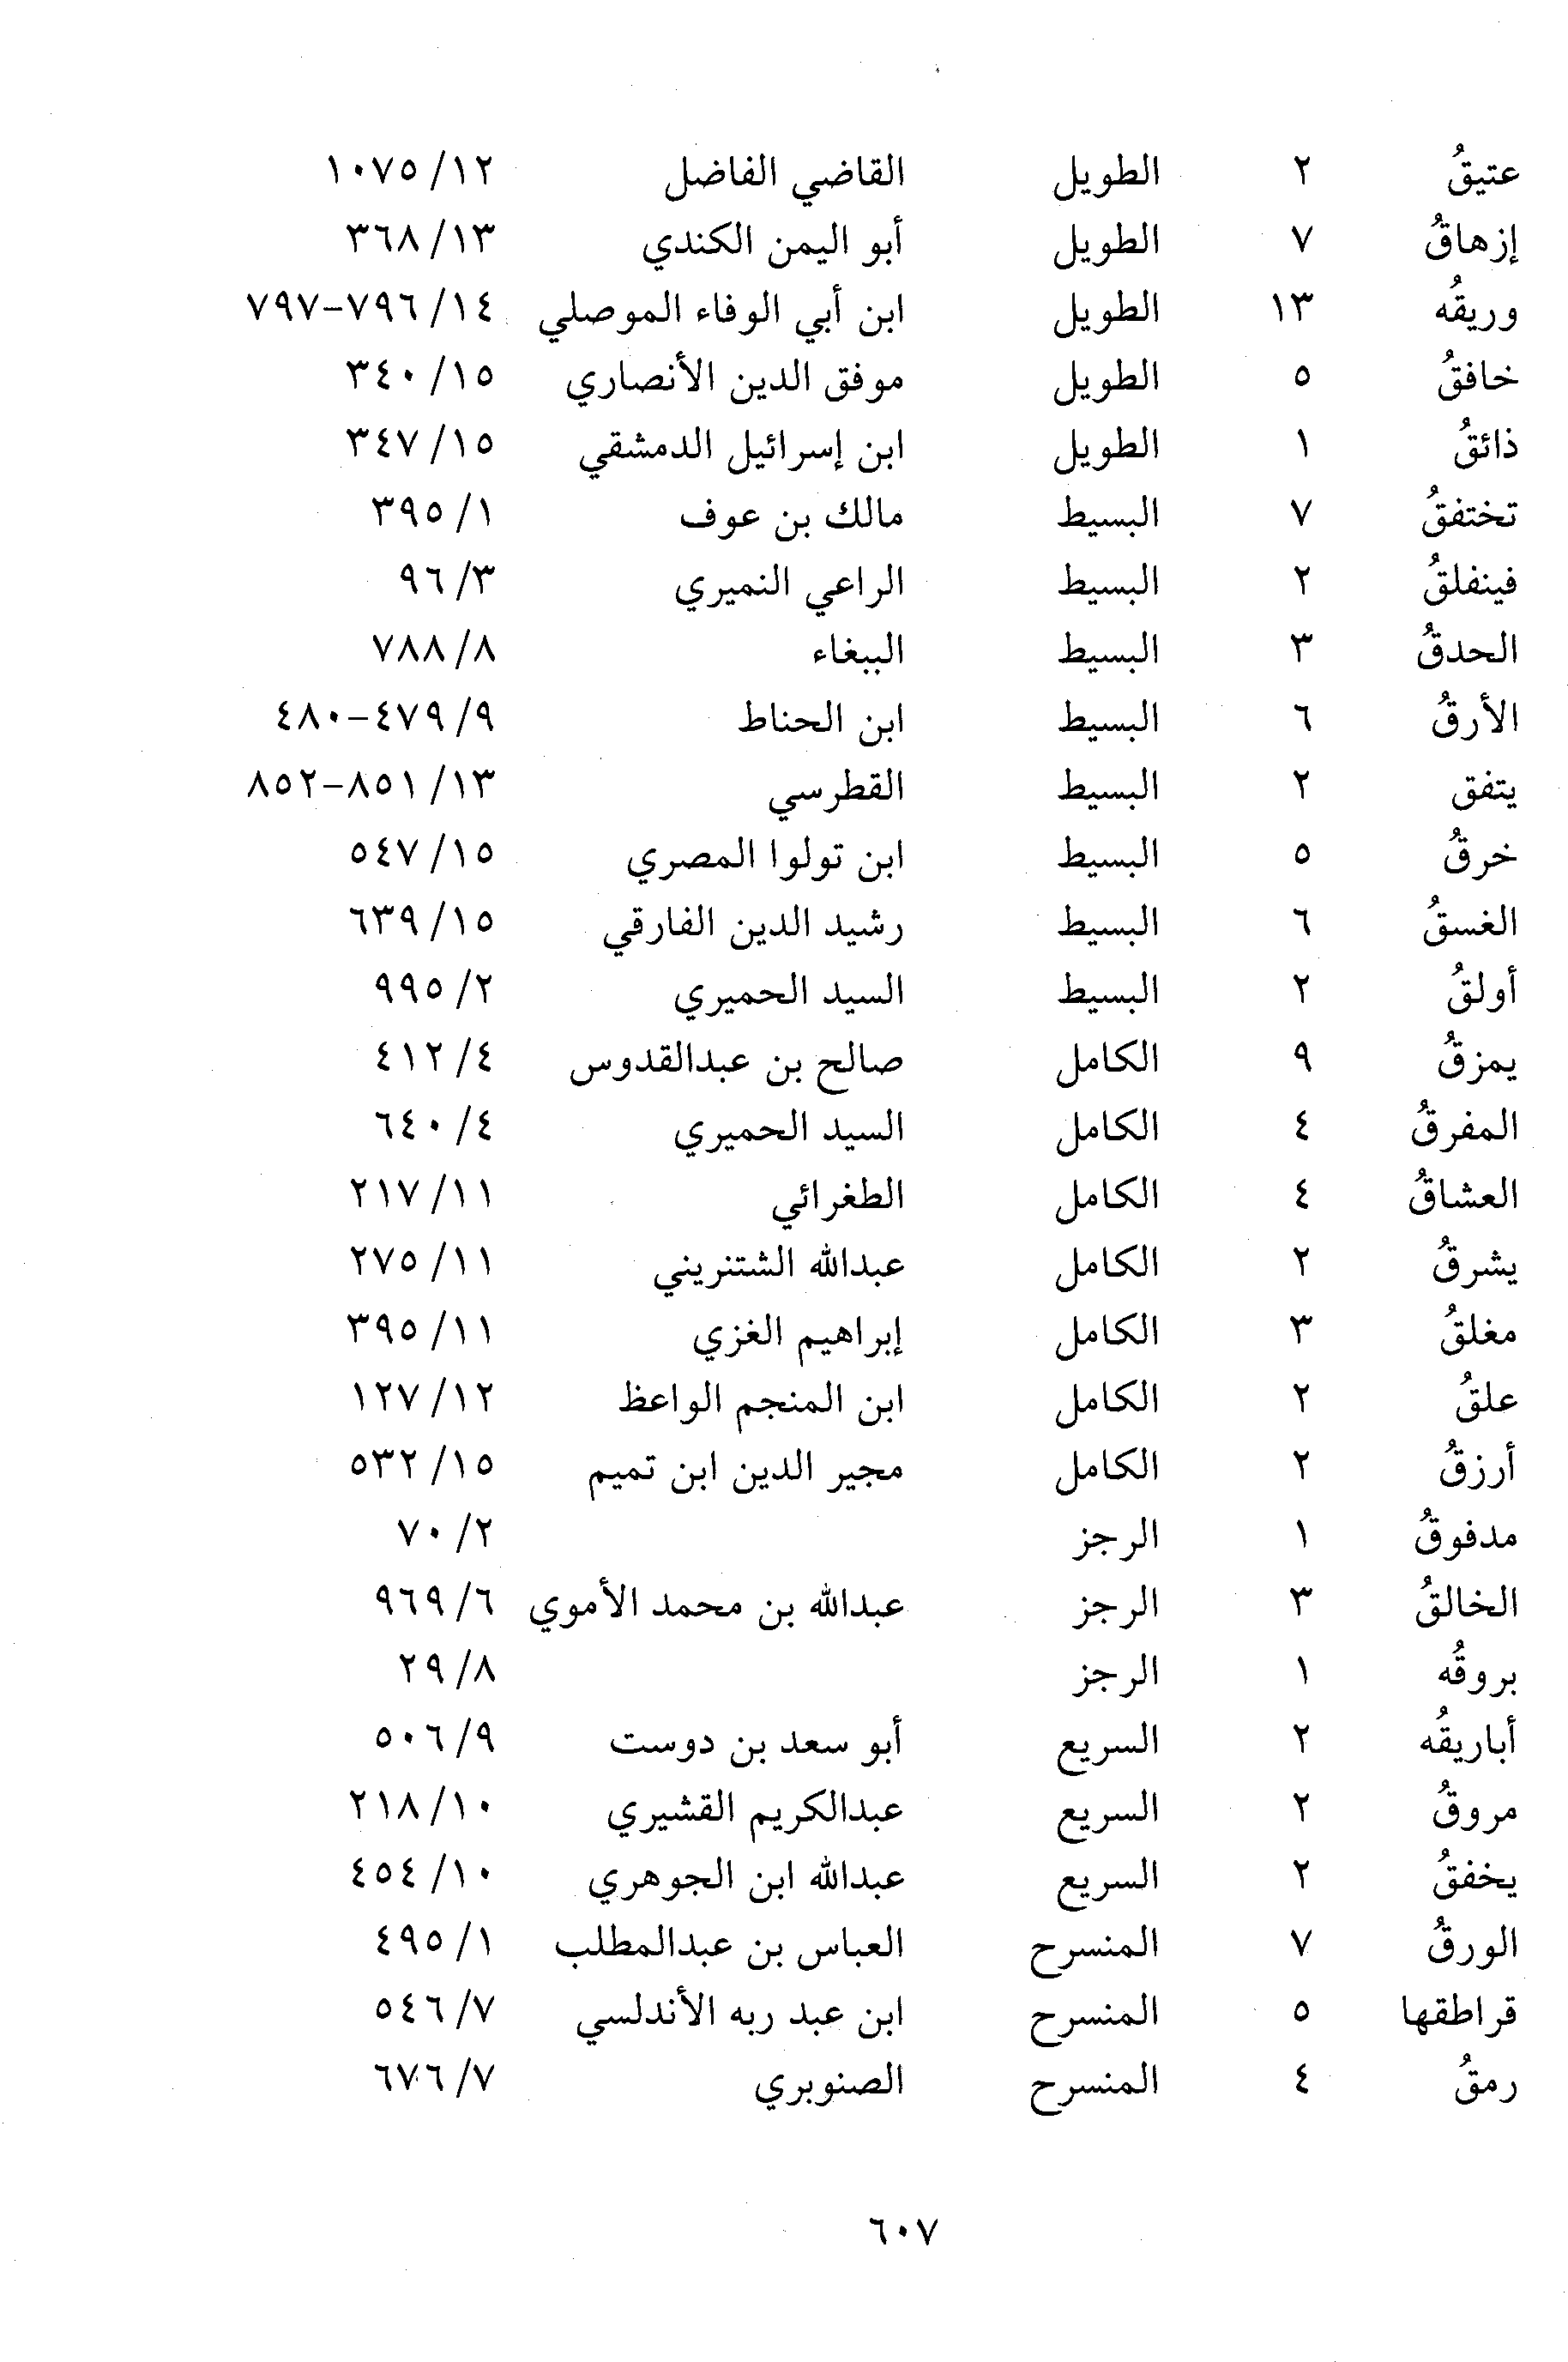 عتيقُ ٢ الطويل القاضي الفاضل ١٢/ ١٠٧٥
إزهاقُ ٧ الطويل أبو اليمن الكندي ١٣/ ٣٦٨
وريقُه ١٣ الطويل ابن أبي الوفاء الموصلي ١٤/ ٧٩٦-٧٩٧
خافقُ ٥ الطويل موفق الدين الأنصاري ١٥/ ٣٤٠
ذائقُ ١ الطويل ابن إسرائيل الدمشقي ١٥/ ٣٤٧
تختفقُ ٧ البسيط مالك بن عوف ١/ ٣٩٥
فينفلقُ ٢ البسيط الراعي النميري ٣/ ٩٦
الحدقُ ٣ البسيط الببغاء ٨/ ٧٨٨
الأرقُ ٦ البسيط ابن الحناط ٩/ ٤٧٩-٤٨٠
يتفق ٢ البسيط القطرسي ١٣/ ٨٥١-٨٥٢
خرقُ ٥ البسيط ابن تولوا المصري ١٥/ ٥٤٧
الغسقُ ٦ البسيط رشيد الدين الفارقي ١٥/ ٦٣٩
أولقُ ٢ البسيط السيد الحميري ٢/ ٩٩٥
يمزقُ ٩ الكامل صالح بن عبدالقدوس ٤/ ٤١٢
المفرقُ ٤ الكامل السيد الحميري ٤/ ٦٤٠
العشاقُ ٤ الكامل الطغرائي ١١/ ٢١٧
يشرقُ ٢ الكامل عبدالله الشتنريني ١١/ ٢٧٥
مغلقُ ٣ الكامل إبراهيم الغزي ١١/ ٣٩٥
علقُ ٢ الكامل ابن المنجم الواعظ ١٢/ ١٢٧
أرزقُ ٢ الكامل مجير الدين ابن تميم ١٥/ ٥٣٢
مدفوقُ ١ الرجز ٢/ ٧٠
الخالقُ ٣ الرجز عبدالله بن محمد الأموي ٦/ ٩٦٩
بروقُه ١ الرجز ٨/ ٢٩
أباريقُه ٢ السريع أبو سعد بن دوست ٩/ ٥٠٦
مروقُ ٢ السريع عبدالكريم القشيري ١٠/ ٢١٨
يخفقُ ٢ السريع عبدالله ابن الجوهري ١٠/ ٤٥٤
الورقُ ٧ المنسرح العباس بن عبدالمطلب ١/ ٤٩٥
قراطقها ٥ المنسرح ابن عبد ربه الأندلسي ٧/ ٥٤٦
رمقُ ٤ المنسرح الصنوبري ٧/ ٦٧٦
٦٠٧